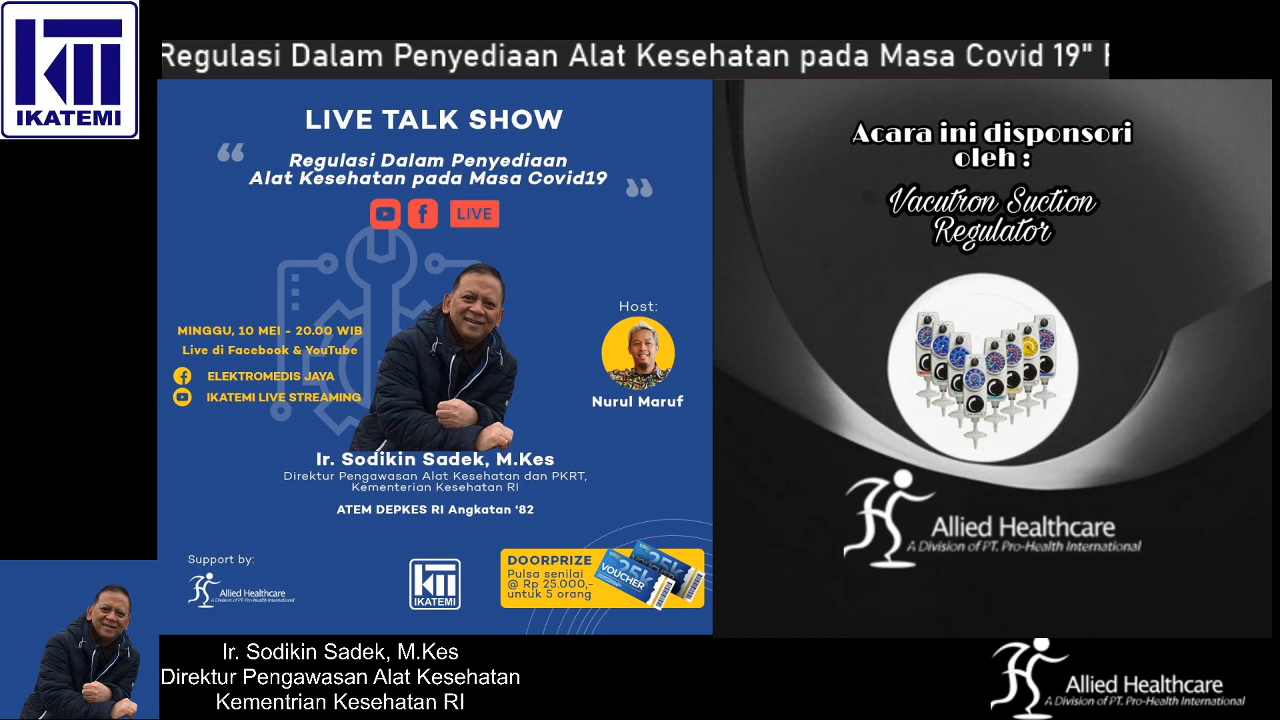 IKATEMI
Regulasi Dalam Penyediaan Alat Kesehatan pada Masa Covid 19"
LIVE TALK SHOW
“ Regulasi Dalam Penyediaan
Alat Kesehatan pada Masa Covid19 ”
LIVE
MINGGU, 10 MEI - 20.00 WIB
Live di Facebook & YouTube
ELEKTROMEDIS JAYA
IKATEMI LIVE STREAMING
Host:
Nurul Maruf
Ir. Sodikin Sadek, M.Kes
Direktur Pengawasan Alat Kesehatan dan PKRT,
Kementerian Kesehatan RI
ATEM DEPKES RI Angkatan ‘82
Support by:
Allied Healthcare
A Division of PT. Pro-Health International
IKATEMI
DOORPRIZE
Pulsa senilai
@ Rp 25.000,-
untuk 5 orang
VOUCHER
25K
25K
Acara ini disponsori
oleh :
Vacutron Suction
Regulator
Allied Healthcare
A Division of PT. Pro-Health International
Ir. Sodikin Sadek, M.Kes
Direktur Pengawasan Alat Kesehatan
Kementrian Kesehatan RI
Allied Healthcare
A Division of PT. Pro-Health International